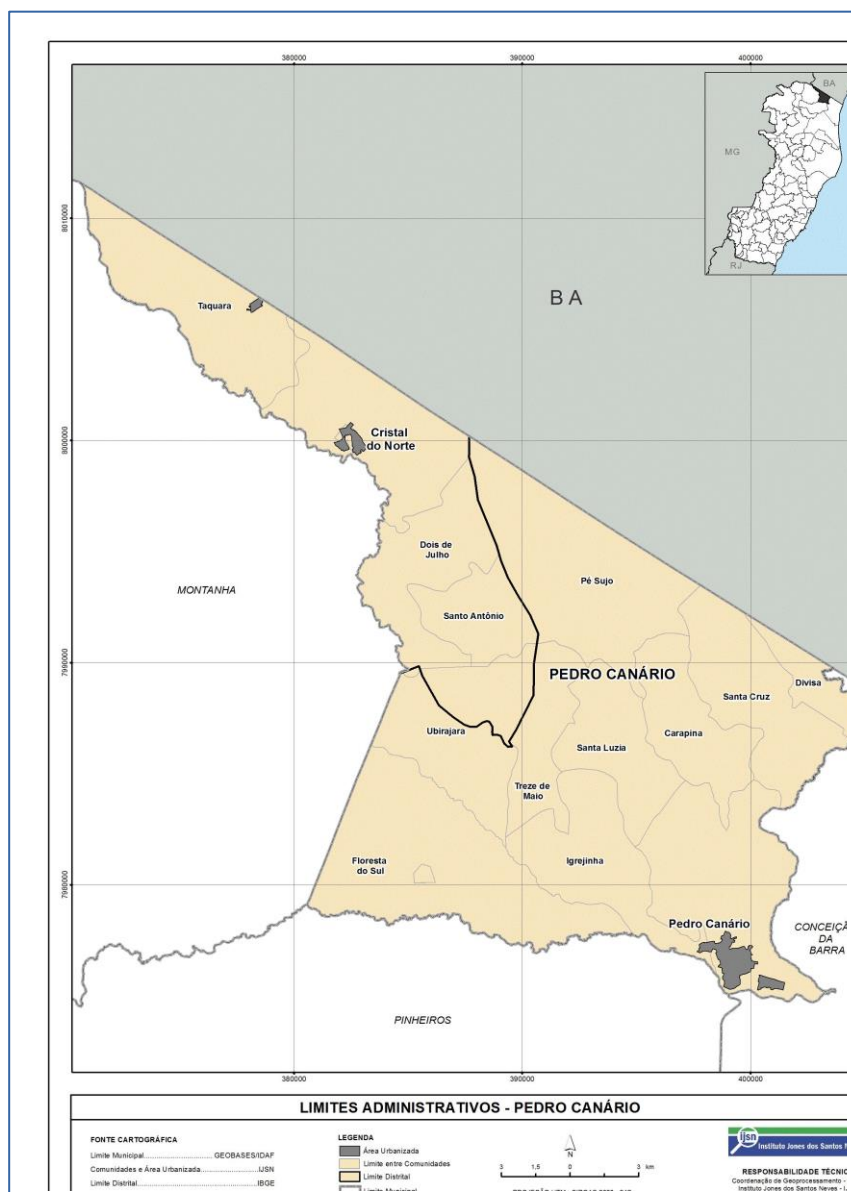 380000
390000
400000
BA
MG
RJ
8010000
BA
Taquara
8000000
Cristal
do Norte
Dois de
Julho
Pé Sujo
MONTANHA
Santo Antônio
7990000
PEDRO CANÁRIO
Divisa
Santa Cruz
Ubirajara
Carapina
Santa Luzia
Treze de
Maio
Floresta
do Sul
Igrejinha
7980000
Pedro Canário
CONCEIÇÃ
DA
BARRA
PINHEIROS
380000
390000
400000
LIMITES ADMINISTRATIVOS - PEDRO CANÁRIO
FONTE CARTOGRÁFICA
Limite Municipal.......................... GEOBASES/IDAF
Comunidades e Área Urbanizada....................IJSN
Limite Distrital.......................................IBGE
LEGENDA
Área Urbanizada
Limite entre Comunidades
Limite Distrital
Limite Municipal
N
3 1,5 0 3 km
ijsn
Instituto Jones dos Santos N
RESPONSABILIDADE TÉCNIC
Coordenação de Geoprocessamento -
Instituto Jones dos Santos Neves - IJ